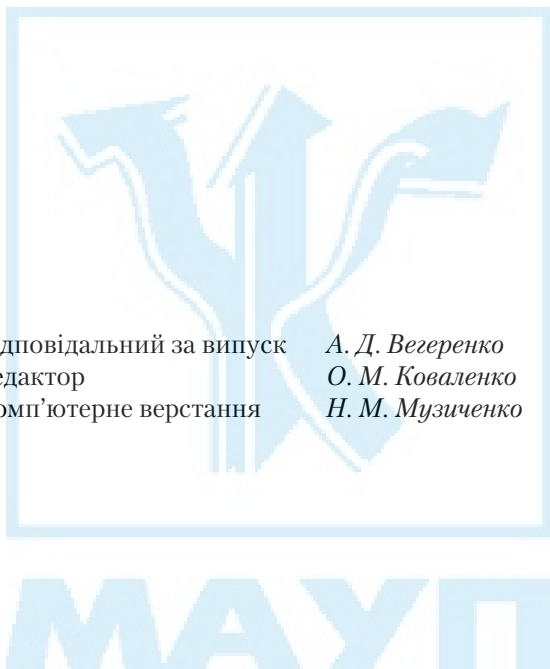 дповідальний за випуск А. Д. Вегеренко
едактор О. М. Коваленко
омп’ютерне верстання Н. М. Музиченко
МАУП